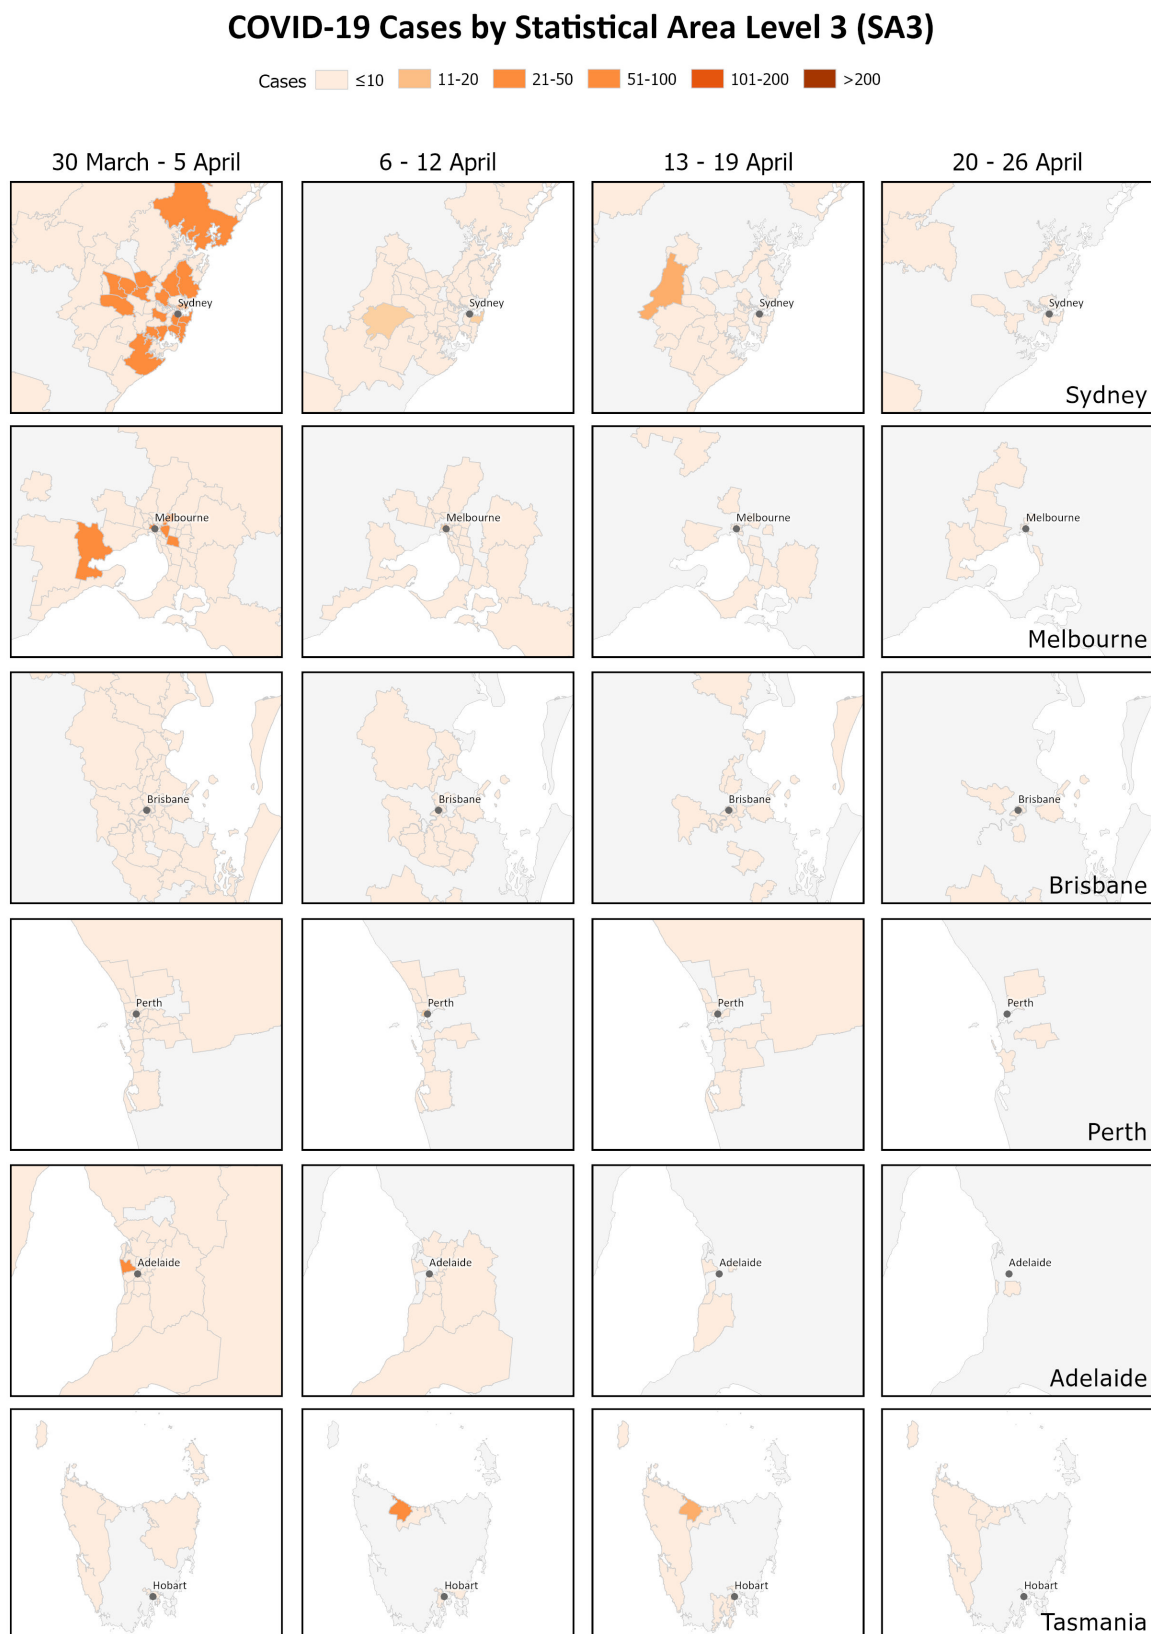 COVID-19 Cases by Statistical Area Level 3 (SA3)
Cases ≤10 11-20 21-50 51-100 101-200 >200
30 March - 5 April 6 - 12 April 13 - 19 April 20 - 26 April
Sydney Sydney Sydney Sydney
Sydney
Melbourne Melbourne Melbourne Melbourne
Melbourne
Brisbane Brisbane Brisbane Brisbane
Brisbane
Perth Perth Perth Perth
Perth
Adelaide Adelaide Adelaide Adelaide
Adelaide
Hobart Hobart Hobart Hobart
Tasmania